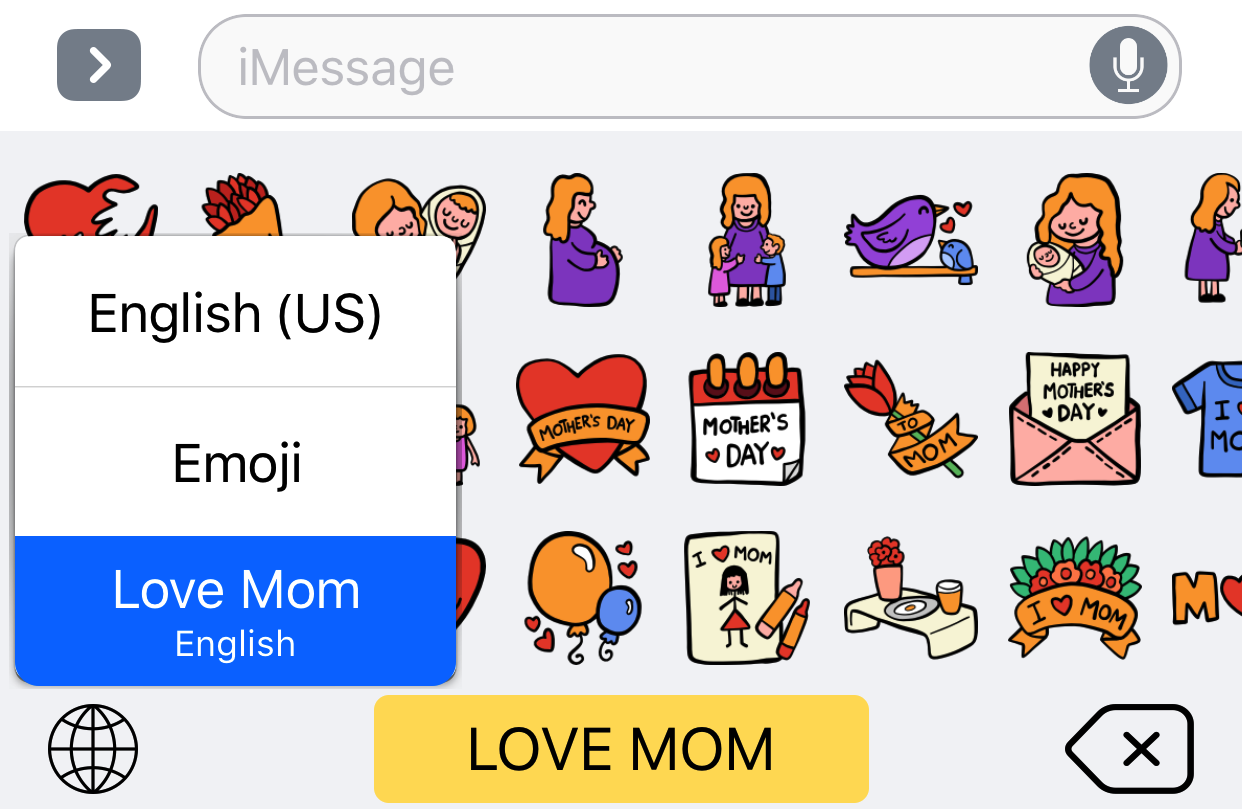 iMessage
English (US)
Emoji
Love Mom
English
MOTHER'S DAY
MOTHER'S
DAY
TO
MOM
HAPPY
MOTHER'S
DAY
I
I MOM
I MOM
M
LOVE MOM